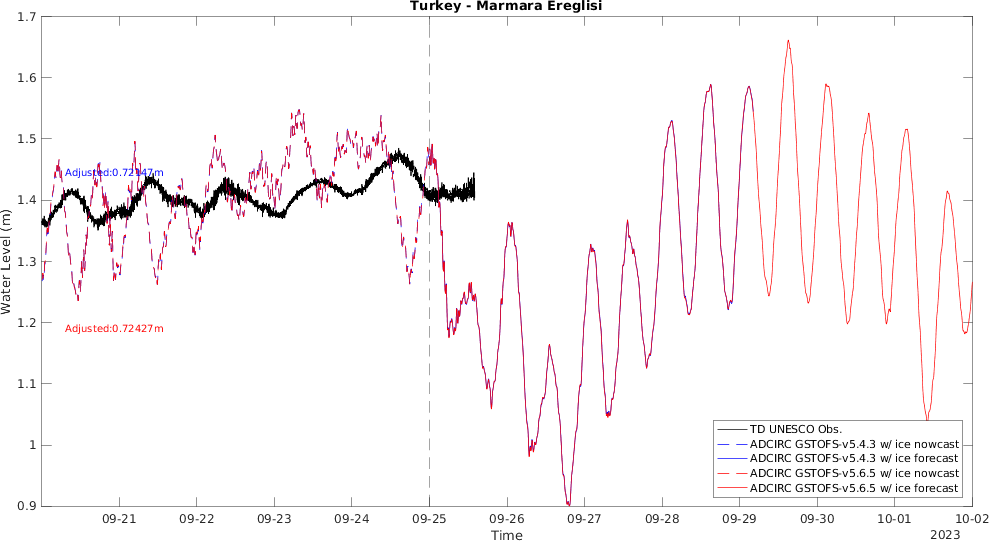 Turkey - Marmara Ereglisi
1.7
1.6
1.5
1.4
1.3
1.2
1.1
1
0.9
Water Level (m)
Adjusted:0.72147m
Adjusted:0.72427m
TD UNESCO Obs.
ADCIRC GSTOFS-v5.4.3 w/ ice nowcast
ADCIRC GSTOFS-v5.4.3 w/ ice forecast
ADCIRC GSTOFS-v5.6.5 w/ ice nowcast
ADCIRC GSTOFS-v5.6.5 w/ ice forecast
09-21 09-22 09-23 09-24 09-25 09-26 09-27 09-28 09-29 09-30 10-01 10-02
Time
2023